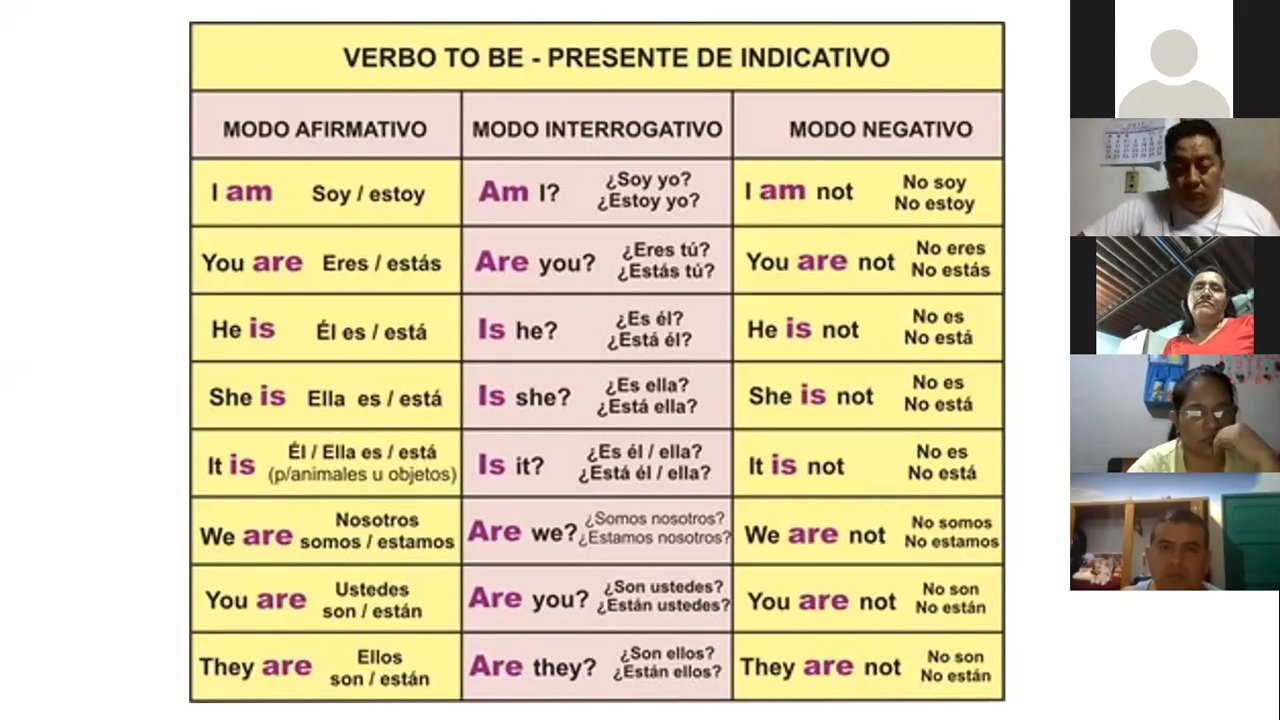 VERBO TO BE - PRESENTE DE INDICATIVO
MODO AFIRMATIVO
MODO INTERROGATIVO
MODO NEGATIVO
I am
Soy / estoy
Am I?
¿Soy yo?
¿Estoy yo?
I am not
No soy
No estoy
You are
Eres / estás
Are you?
¿Eres tú?
¿Estás tú?
You are not
No eres
No estás
He is
Él es / está
Is he?
¿Es él?
¿Está él?
He is not
No es
No está
She is
Ella es / está
Is she?
¿Es ella?
¿Está ella?
She is not
No es
No está
It is
Él / Ella es / está
(p/animales u objetos)
Is it?
¿Es él / ella?
¿Está él / ella?
It is not
No es
No está
We are
Nosotros
somos / estamos
Are we?
¿Somos nosotros?
¿Estamos nosotros?
We are not
No somos
No estamos
You are
Ustedes
son / están
Are you?
¿Son ustedes?
¿Están ustedes?
You are not
No son
No están
They are
Ellos
son / están
Are they?
¿Son ellos?
¿Están ellos?
They are not
No son
No están